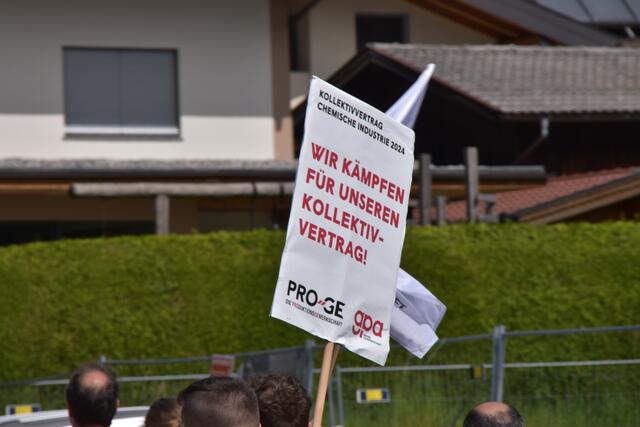 KOLLEKTIVVERTRAG
CHEMISCHE INDUSTRIE 2024
WIR KÄMPFEN
FÜR UNSEREN
KOLLEKTIV-
VERTRAG!
PRO-GE
DIE PRODUKTIONSGEWERKSCHAFT
gpa